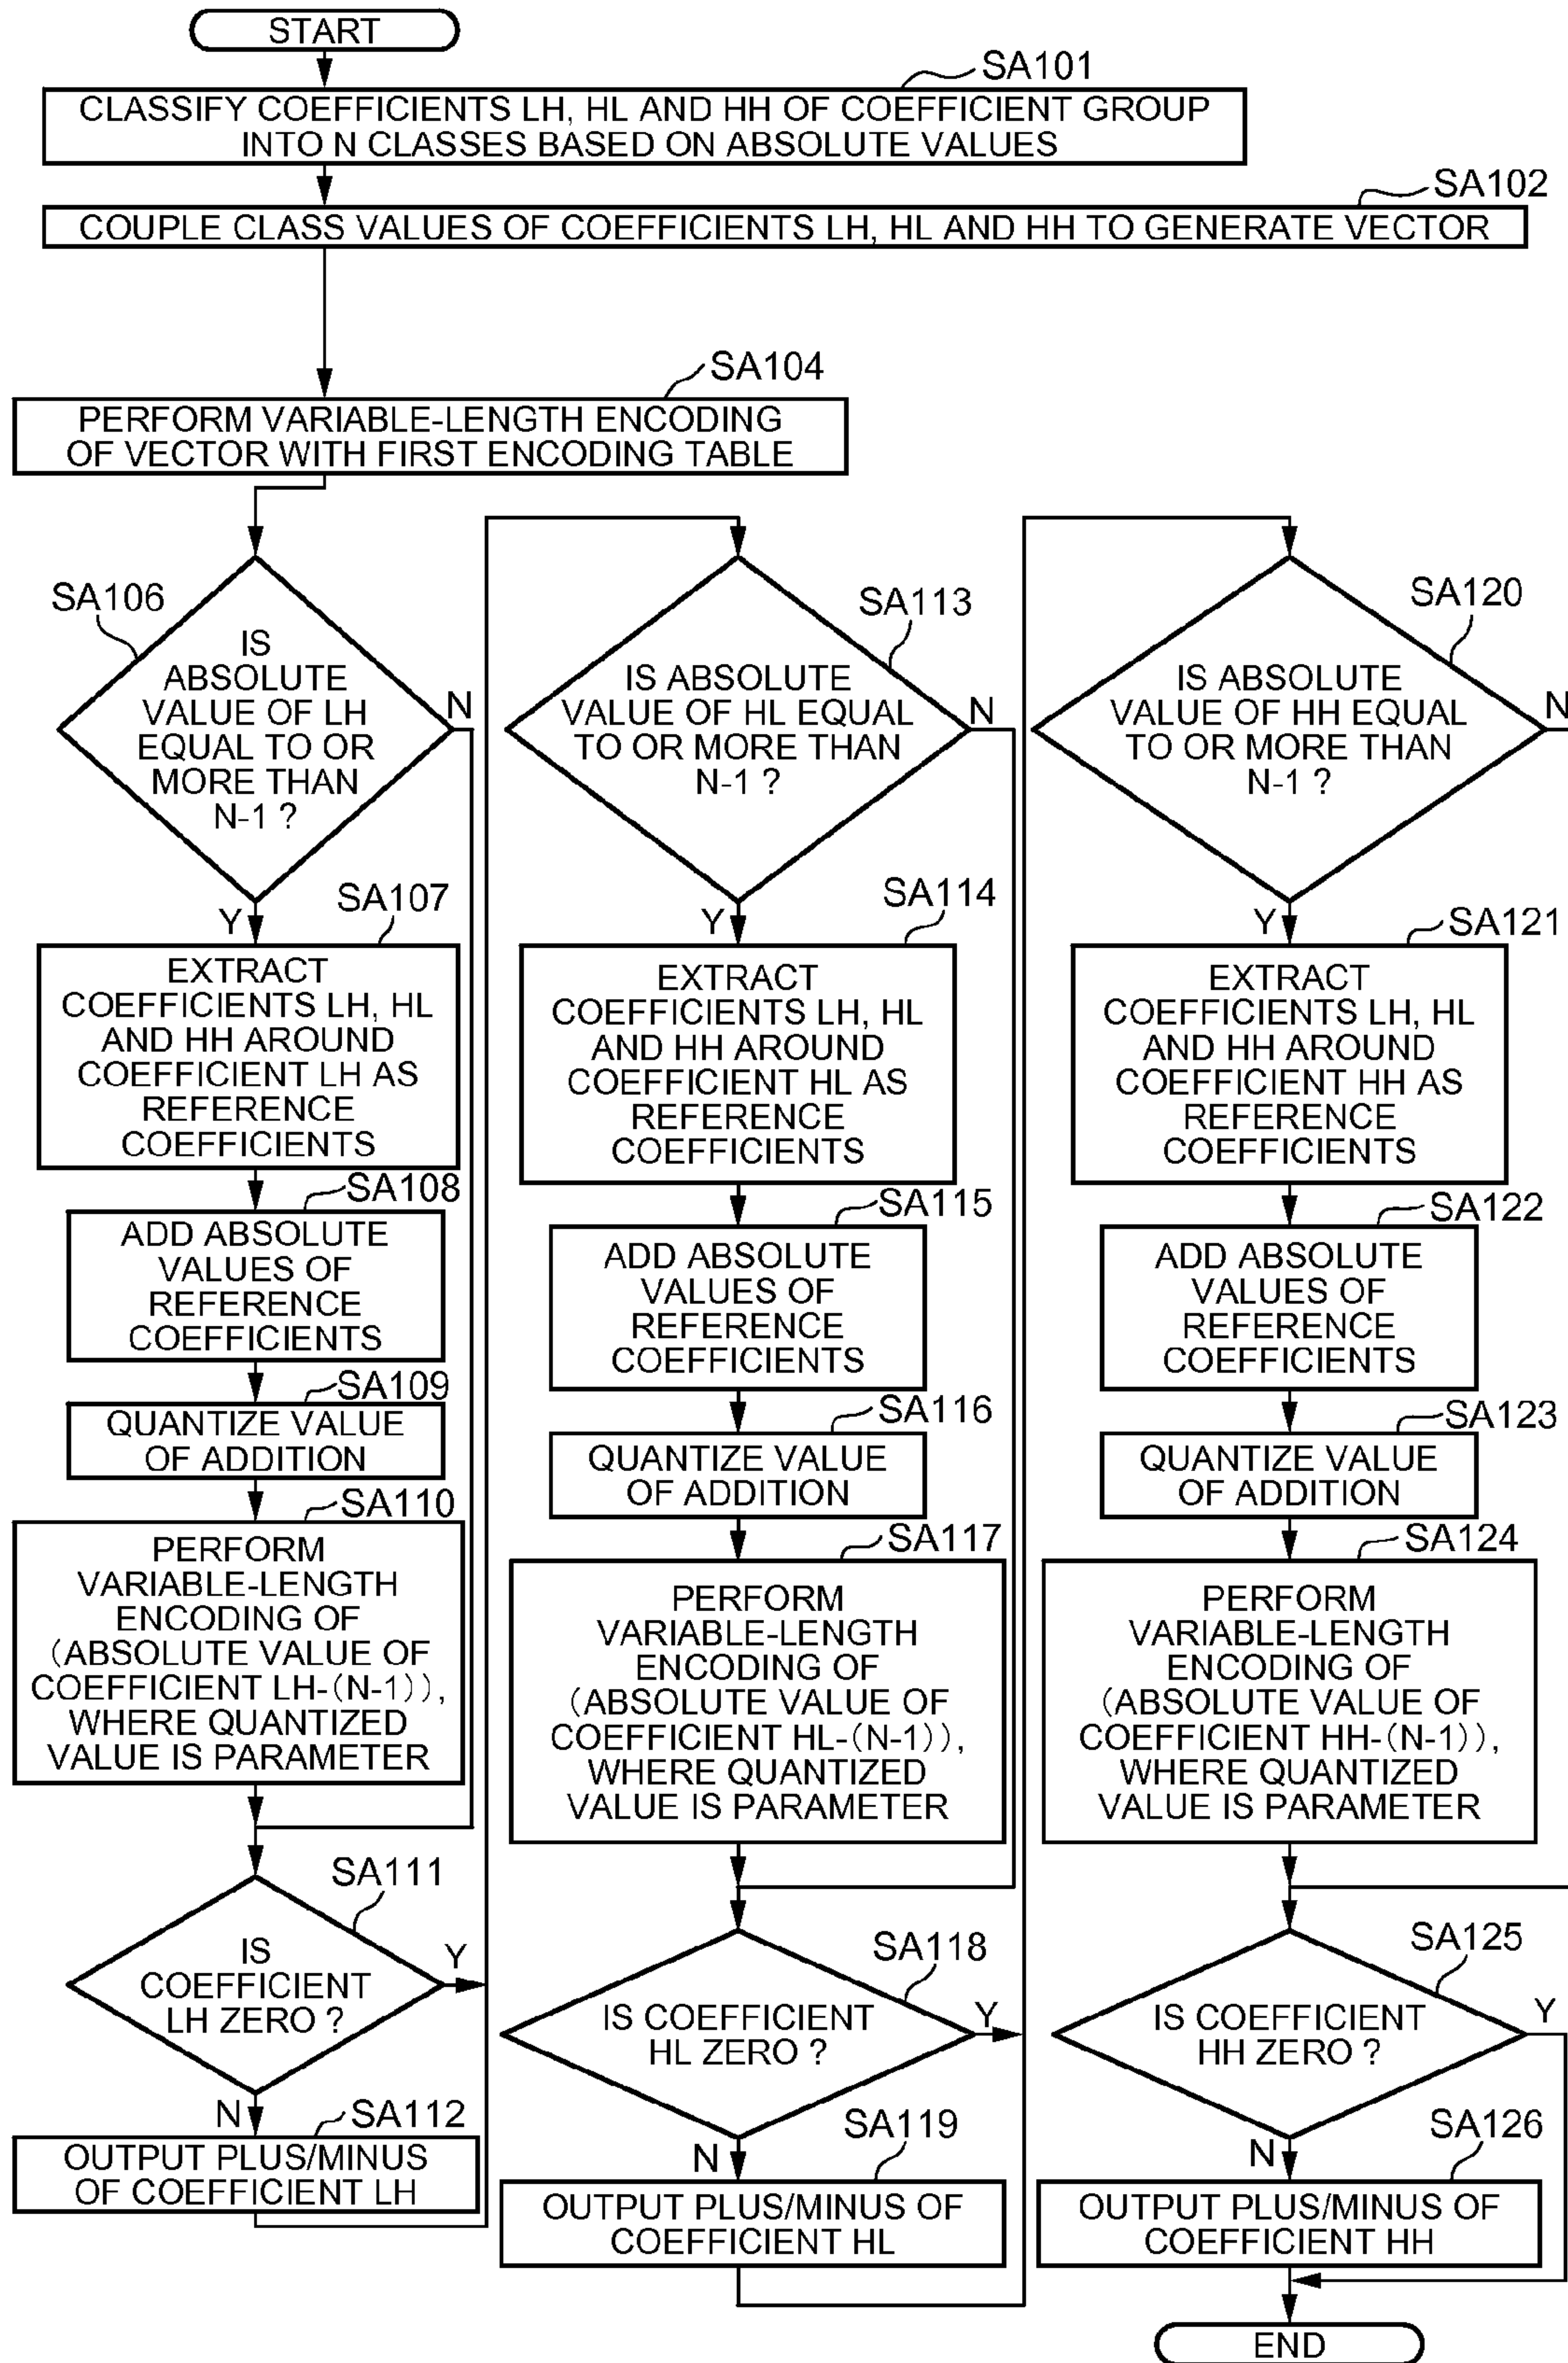 START
SA101
CLASSIFY COEFFICIENTS LH, HL AND HH OF COEFFICIENT GROUP
INTO N CLASSES BASED ON ABSOLUTE VALUES
SA102
COUPLE CLASS VALUES OF COEFFICIENTS LH, HL AND HH TO GENERATE VECTOR
SA104
PERFORM VARIABLE-LENGTH ENCODING
OF VECTOR WITH FIRST ENCODING TABLE
SA106
IS
ABSOLUTE
VALUE OF LH
EQUAL TO OR
MORE THAN
N-1 ?
N
Y
SA107
EXTRACT
COEFFICIENTS LH, HL
AND HH AROUND
COEFFICIENT LH AS
REFERENCE
COEFFICIENTS
SA108
ADD ABSOLUTE
VALUES OF
REFERENCE
COEFFICIENTS
SA109
QUANTIZE VALUE
OF ADDITION
SA110
PERFORM
VARIABLE-LENGTH
ENCODING OF
(ABSOLUTE VALUE OF
COEFFICIENT LH-(N-1)),
WHERE QUANTIZED
VALUE IS PARAMETER
SA111
IS
COEFFICIENT
LH ZERO ?
Y
N
SA112
OUTPUT PLUS/MINUS
OF COEFFICIENT LH
SA113
IS ABSOLUTE
VALUE OF HL EQUAL
TO OR MORE THAN
N-1 ?
N
Y
SA114
EXTRACT
COEFFICIENTS LH, HL
AND HH AROUND
COEFFICIENT HL AS
REFERENCE
COEFFICIENTS
SA115
ADD ABSOLUTE
VALUES OF
REFERENCE
COEFFICIENTS
SA116
QUANTIZE VALUE
OF ADDITION
SA117
PERFORM
VARIABLE-LENGTH
ENCODING OF
(ABSOLUTE VALUE OF
COEFFICIENT HL-(N-1)),
WHERE QUANTIZED
VALUE IS PARAMETER
SA118
IS COEFFICIENT
HL ZERO ?
Y
N
SA119
OUTPUT PLUS/MINUS OF
COEFFICIENT HL
SA120
IS ABSOLUTE
VALUE OF HH EQUAL
TO OR MORE THAN
N-1 ?
N
Y
SA121
EXTRACT
COEFFICIENTS LH, HL
AND HH AROUND
COEFFICIENT HH AS
REFERENCE
COEFFICIENTS
SA122
ADD ABSOLUTE
VALUES OF
REFERENCE
COEFFICIENTS
SA123
QUANTIZE VALUE
OF ADDITION
SA124
PERFORM
VARIABLE-LENGTH
ENCODING OF
(ABSOLUTE VALUE OF
COEFFICIENT HH-(N-1)),
WHERE QUANTIZED
VALUE IS PARAMETER
SA125
IS COEFFICIENT
HH ZERO ?
Y
N
SA126
OUTPUT PLUS/MINUS OF
COEFFICIENT HH
END